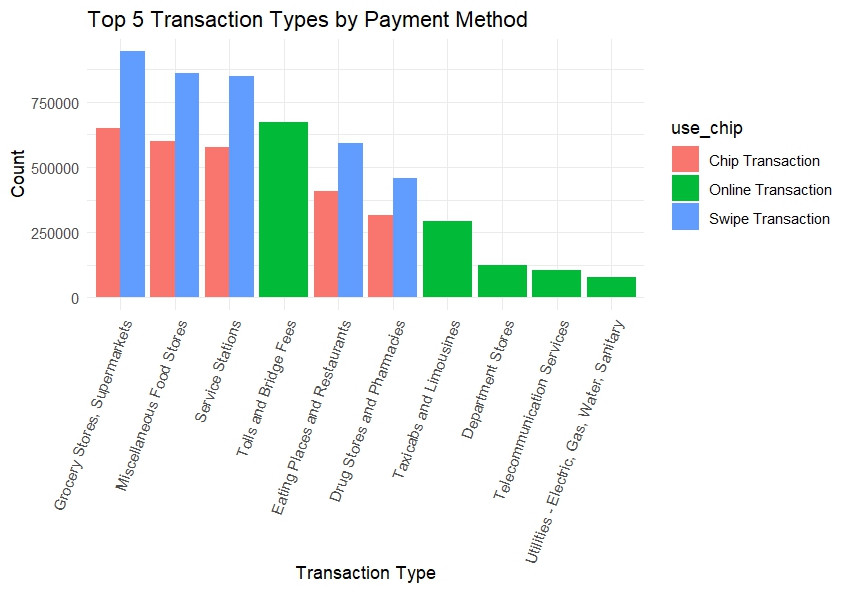 Top 5 Transaction Types by Payment Method
Count
750000
500000
250000
0
Grocery Stores, Supermarkets
Miscellaneous Food Stores
Service Stations
Tolls and Bridge Fees
Eating Places and Restaurants
Drug Stores and Pharmacies
Taxicabs and Limousines
Department Stores
Telecommunication Services
Utilities - Electric, Gas, Water, Sanitary
Transaction Type
use_chip
Chip Transaction
Online Transaction
Swipe Transaction